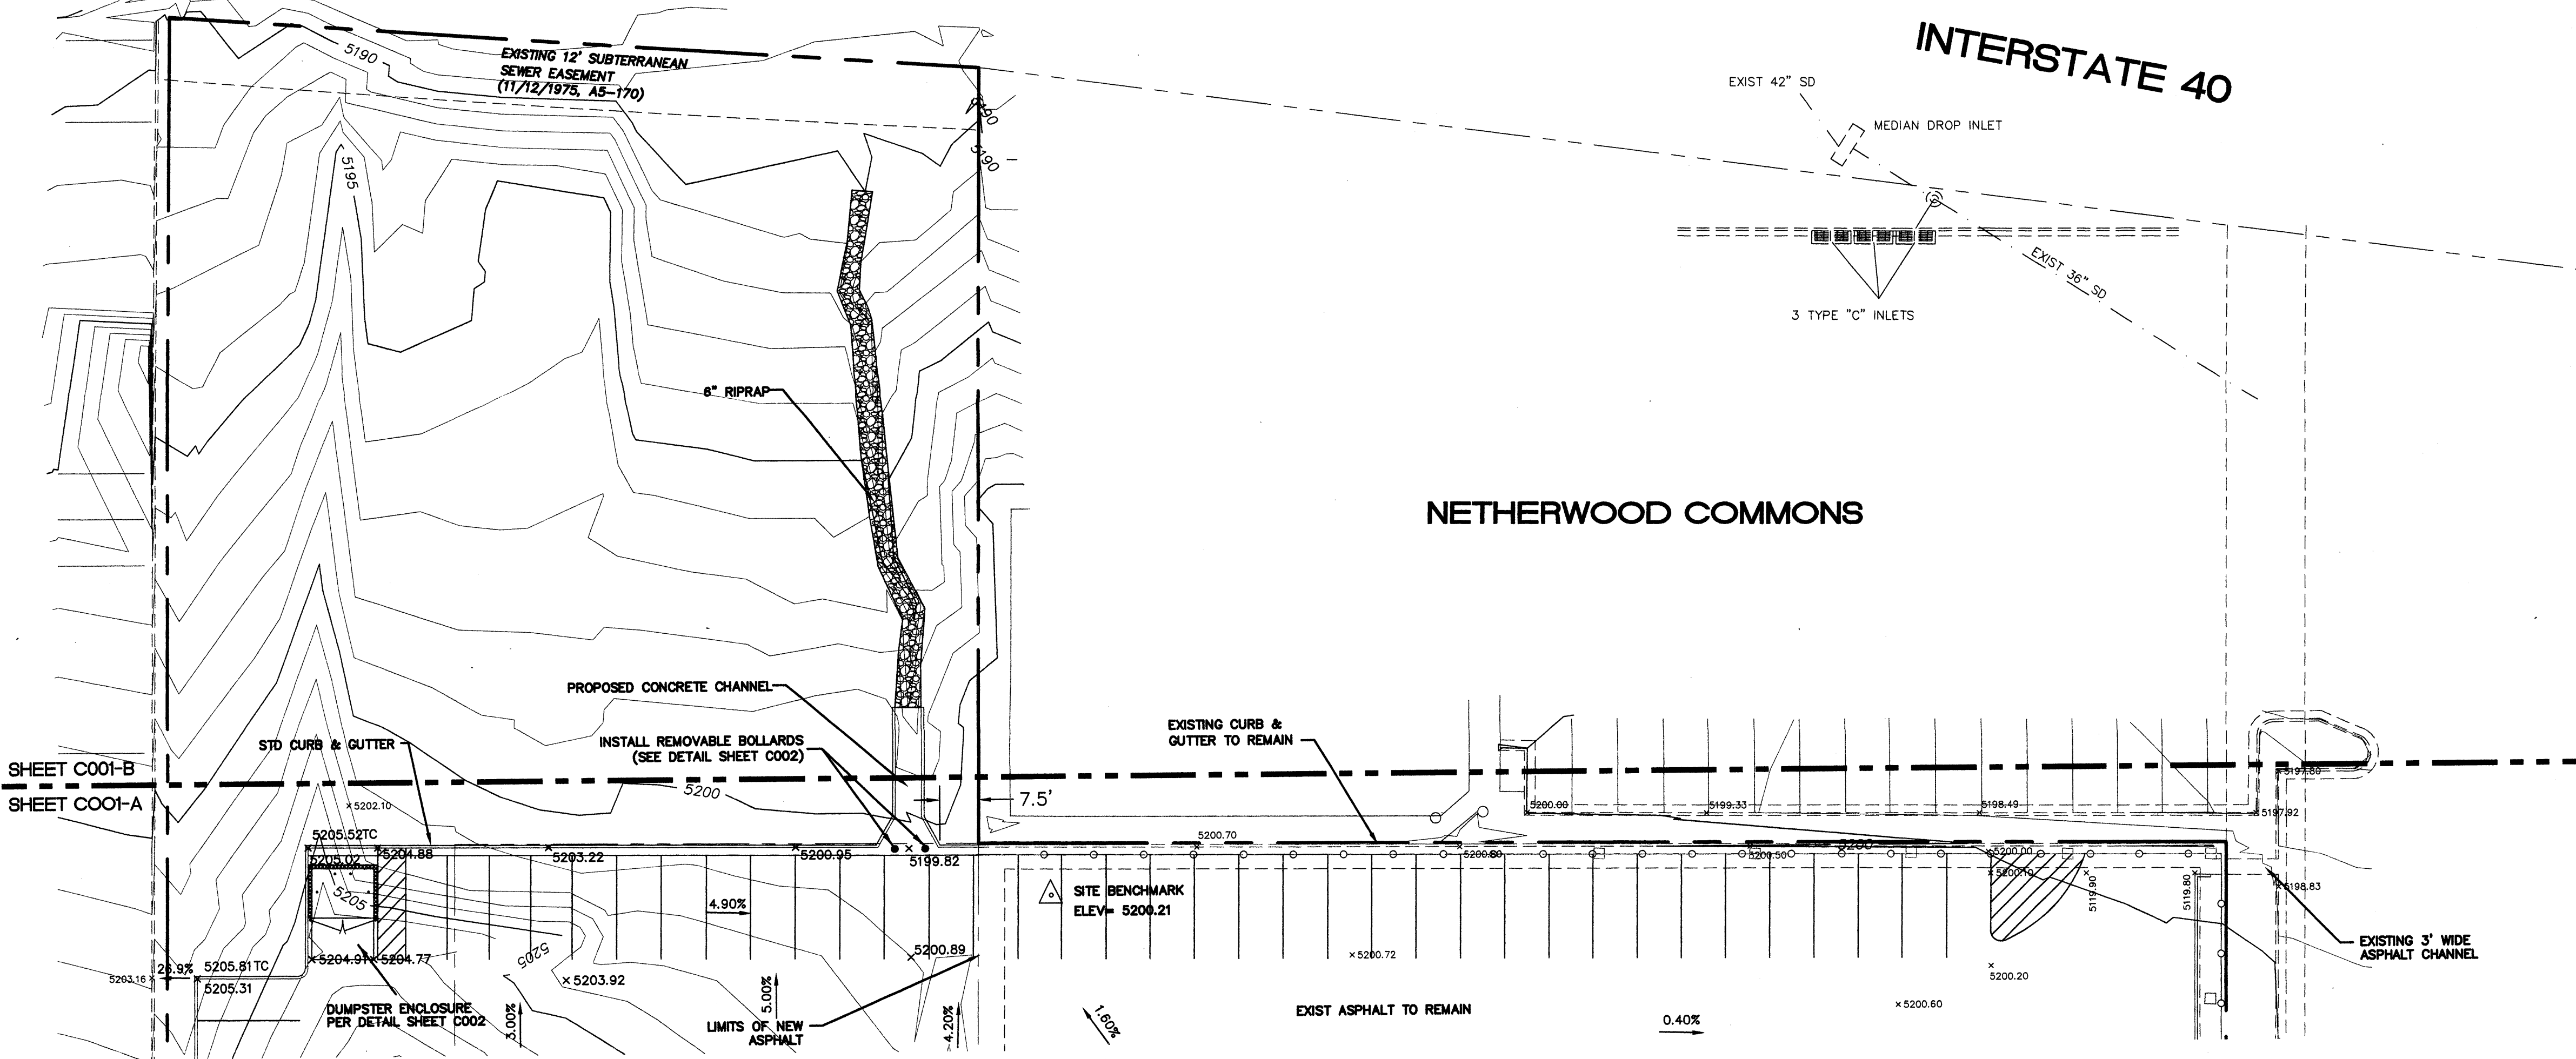 INTERSTATE 40
5190
EXISTING 12' SUBTERRANEAN
SEWER EASEMENT
(11/12/1975, A5-170)
EXIST 42" SD
MEDIAN DROP INLET
5190
5190
5195
EXIST 36" SD
3 TYPE "C" INLETS
6" RIPRAP
NETHERWOOD COMMONS
PROPOSED CONCRETE CHANNEL
STD CURB & GUTTER
INSTALL REMOVABLE BOLLARDS
(SEE DETAIL SHEET C002)
EXISTING CURB &
GUTTER TO REMAIN
SHEET C001-B
SHEET C001-A
5197.80
5200
7.5'
5202.10
5200.00
5199.33
5198.49
5197.92
5205.52TC
5205.02
5204.88
5203.22
5200.95
5199.82
5200.70
5200.60
5200.50
5200
5200.00
5200.10
5119.90
5119.80
5198.83
5205
4.90%
SITE BENCHMARK
ELEV= 5200.21
EXISTING 3' WIDE
ASPHALT CHANNEL
5204.91
5204.77
5205
5200.89
5200.72
5200.20
26.9%
5205.81TC
5203.16
5205.31
5203.92
DUMPSTER ENCLOSURE
PER DETAIL SHEET C002
5.00%
LIMITS OF NEW
ASPHALT
4.20%
1.60%
EXIST ASPHALT TO REMAIN
0.40%
5200.60